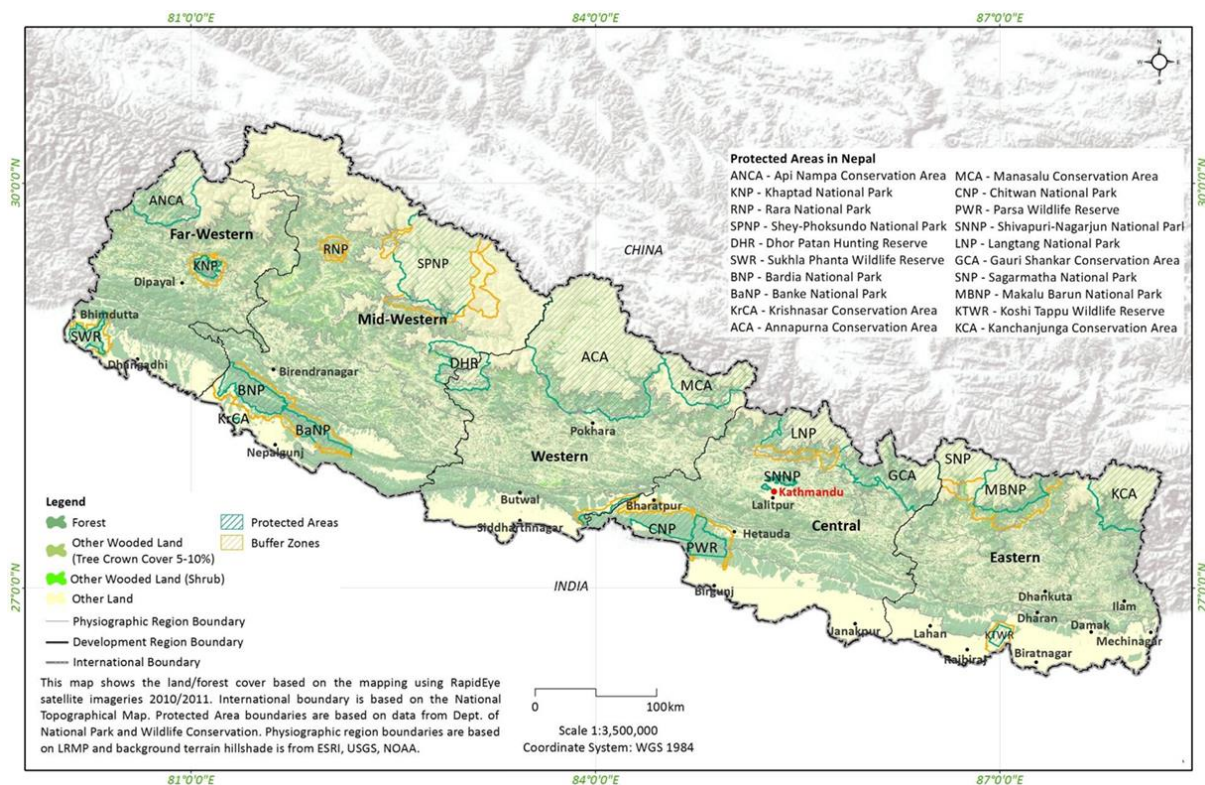 81°0'0"E
84°0'0"E
87°0'0"E
N
W
E
S
30°0'0"N
30°0'0"N
Protected Areas in Nepal
ANCA - Api Nampa Conservation Area
KNP - Khaptad National Park
RNP - Rara National Park
SPNP - Shey-Phoksundo National Park
DHR - Dhor Patan Hunting Reserve
SWR - Sukhla Phanta Wildlife Reserve
BNP - Bardia National Park
BaNP - Banke National Park
KrCA - Krishnasar Conservation Area
ACA - Annapurna Conservation Area
MCA - Manasalu Conservation Area
CNP - Chitwan National Park
PWR - Parsa Wildlife Reserve
SNNP - Shivapuri-Nagarjun National Park
LNP - Langtang National Park
GCA - Gauri Shankar Conservation Area
SNP - Sagarmatha National Park
MBNP - Makalu Barun National Park
KTWR - Koshi Tappu Wildlife Reserve
KCA - Kanchanjunga Conservation Area
CHINA
ANCA
Far-Western
KNP
RNP
SPNP
Dipayal
Mid-Western
Bhimdutta
SWR
Dhangadhi
Birendranagar
DHR
ACA
MCA
BNP
KrCA
BaNP
Nepalgunj
Pokhara
Western
LNP
SNNP
Kathmandu
Lalitpur
GCA
SNP
MBNP
KCA
Butwal
Siddharthnagar
Bharatpur
CNP
PWR
Hetauda
Central
Eastern
INDIA
Birgunj
Janakpur
Lahan
Rajbiraj
KTWR
Dhankuta
Dharan
Biratnagar
Damak
Ilam
Mechinagar
27°0'0"N
27°0'0"N
Legend
Forest
Other Wooded Land
(Tree Crown Cover 5-10%)
Other Wooded Land (Shrub)
Other Land
Physiographic Region Boundary
Development Region Boundary
International Boundary
Protected Areas
Buffer Zones
This map shows the land/forest cover based on the mapping using RapidEye
satellite imageries 2010/2011. International boundary is based on the National
Topographical Map. Protected Area boundaries are based on data from Dept. of
National Park and Wildlife Conservation. Physiographic region boundaries are based
on LRMP and background terrain hillshade is from ESRI, USGS, NOAA.
0
100km
Scale 1:3,500,000
Coordinate System: WGS 1984
81°0'0"E
84°0'0"E
87°0'0"E